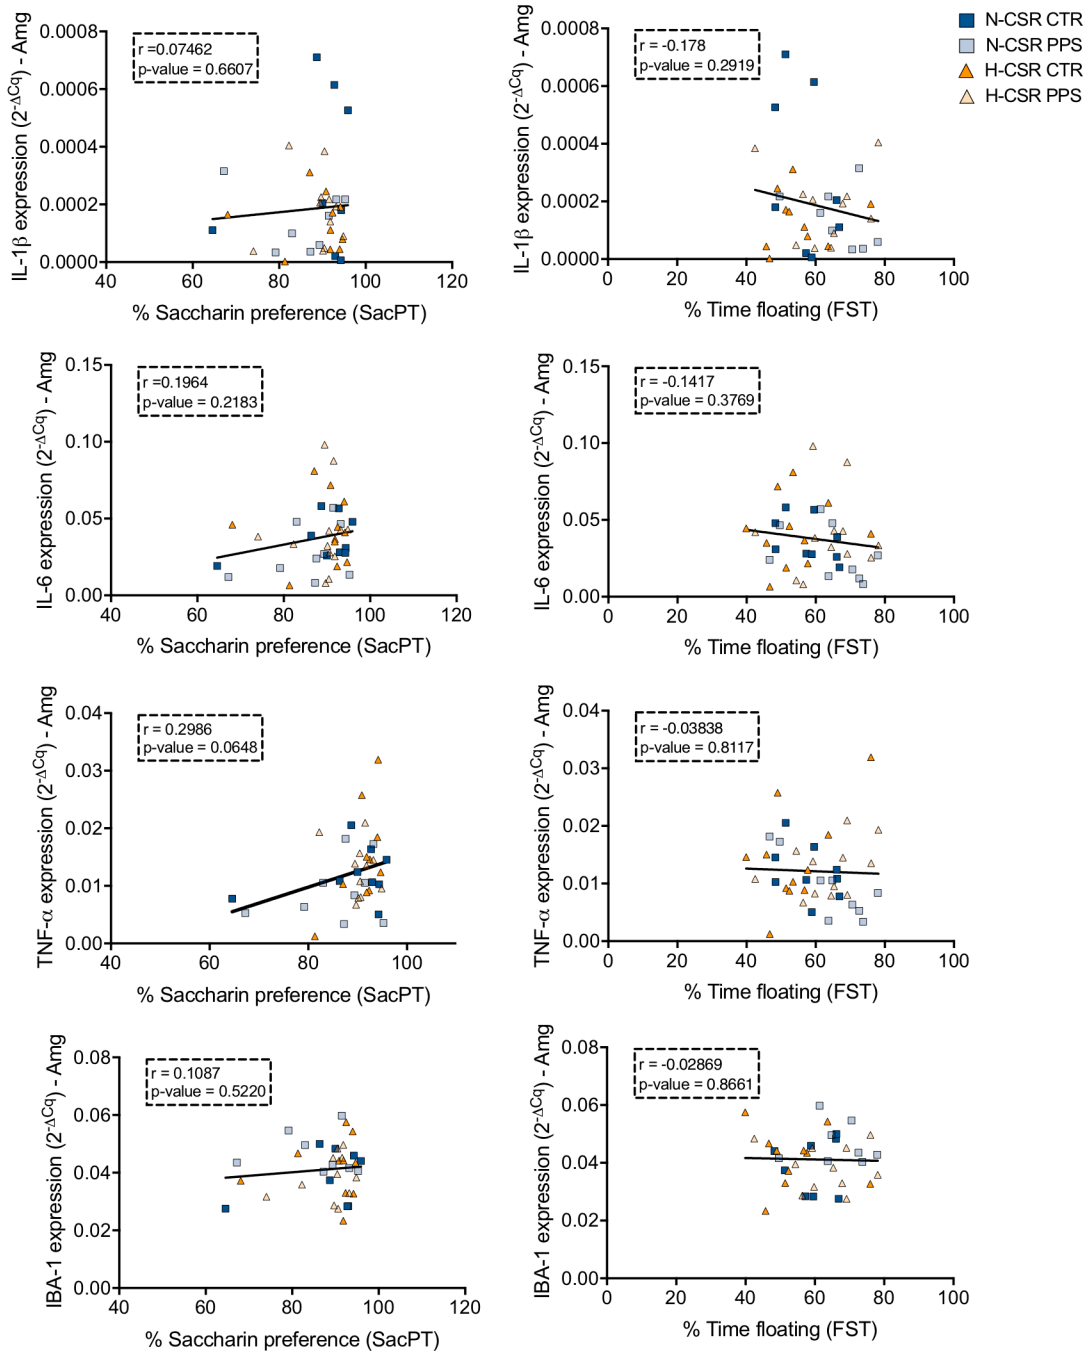 N-CSR CTR
N-CSR PPS
H-CSR CTR
H-CSR PPS
IL-1β expression (2-ΔCq) - Amg
0.0008
0.0006
0.0004
0.0002
0.0000
r =0.07462
p-value = 0.6607
40 60 80 100 120
% Saccharin preference (SacPT)
IL-1β expression (2-ΔCq) - Amg
0.0008
0.0006
0.0004
0.0002
0.0000
r = -0.178
p-value = 0.2919
0 20 40 60 80 100
% Time floating (FST)
IL-6 expression (2-ΔCq) - Amg
0.15
0.10
0.05
0.00
r =0.1964
p-value = 0.2183
40 60 80 100 120
% Saccharin preference (SacPT)
IL-6 expression (2-ΔCq) - Amg
0.15
0.10
0.05
0.00
r = -0.1417
p-value = 0.3769
0 20 40 60 80 100
% Time floating (FST)
TNF-α expression (2-ΔCq) - Amg
0.04
0.03
0.02
0.01
0.00
r = 0.2986
p-value = 0.0648
40 60 80 100
% Saccharin preference (SacPT)
TNF-α expression (2-ΔCq) - Amg
0.04
0.03
0.02
0.01
0.00
r = -0.03838
p-value = 0.8117
0 20 40 60 80 100
% Time floating (FST)
IBA-1 expression (2-ΔCq) - Amg
0.08
0.06
0.04
0.02
0.00
r = 0.1087
p-value = 0.5220
40 60 80 100 120
% Saccharin preference (SacPT)
IBA-1 expression (2-ΔCq) - Amg
0.08
0.06
0.04
0.02
0.00
r = -0.02869
p-value = 0.8661
0 20 40 60 80 100
% Time floating (FST)